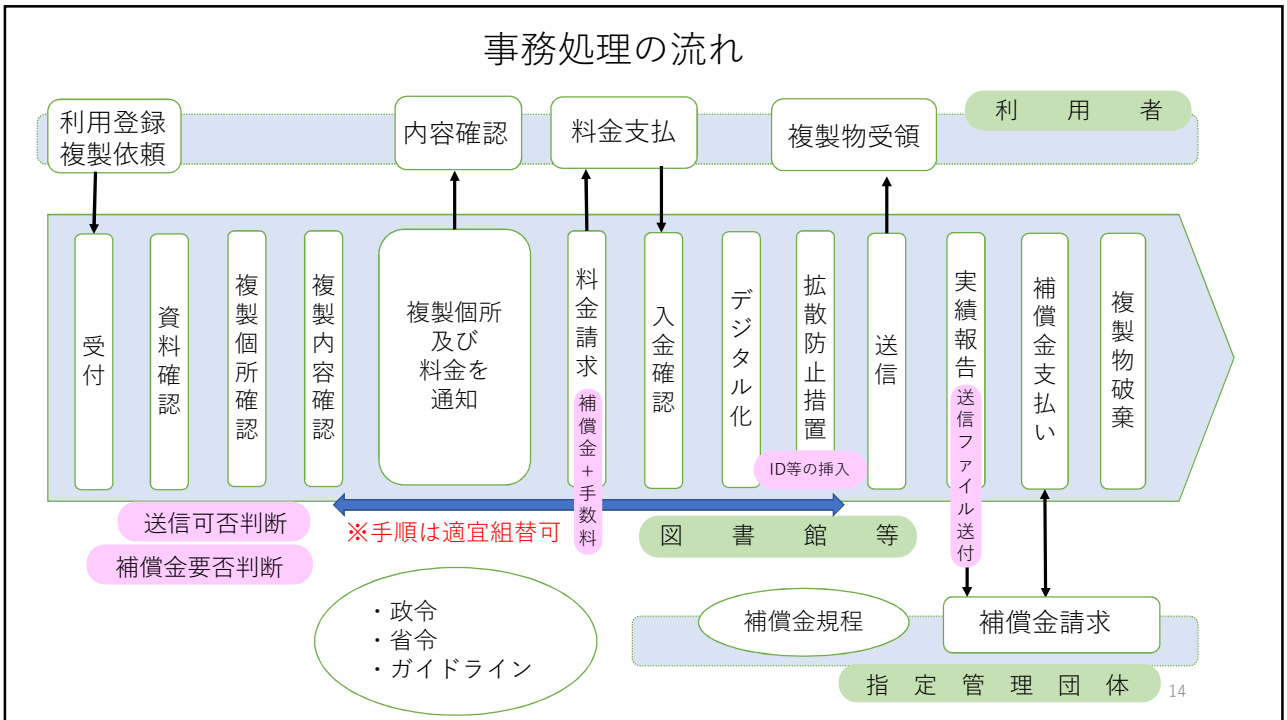 事務処理の流れ
利用登録
複製依頼
内容確認
料金支払
複製物受領
利用者
受付
資料確認
複製個所確認
複製内容確認
複製個所
及び
料金を
通知
料金請求
補償金+手数料
入金確認
デジタル化
拡散防止措置
ID等の挿入
送信
実績報告
送信ファイル送付
補償金支払い
複製物破棄
送信可否判断
補償金要否判断
※手順は適宜組替可
図書館等
・政令
・省令
・ガイドライン
補償金規程
補償金請求
指定管理団体
14